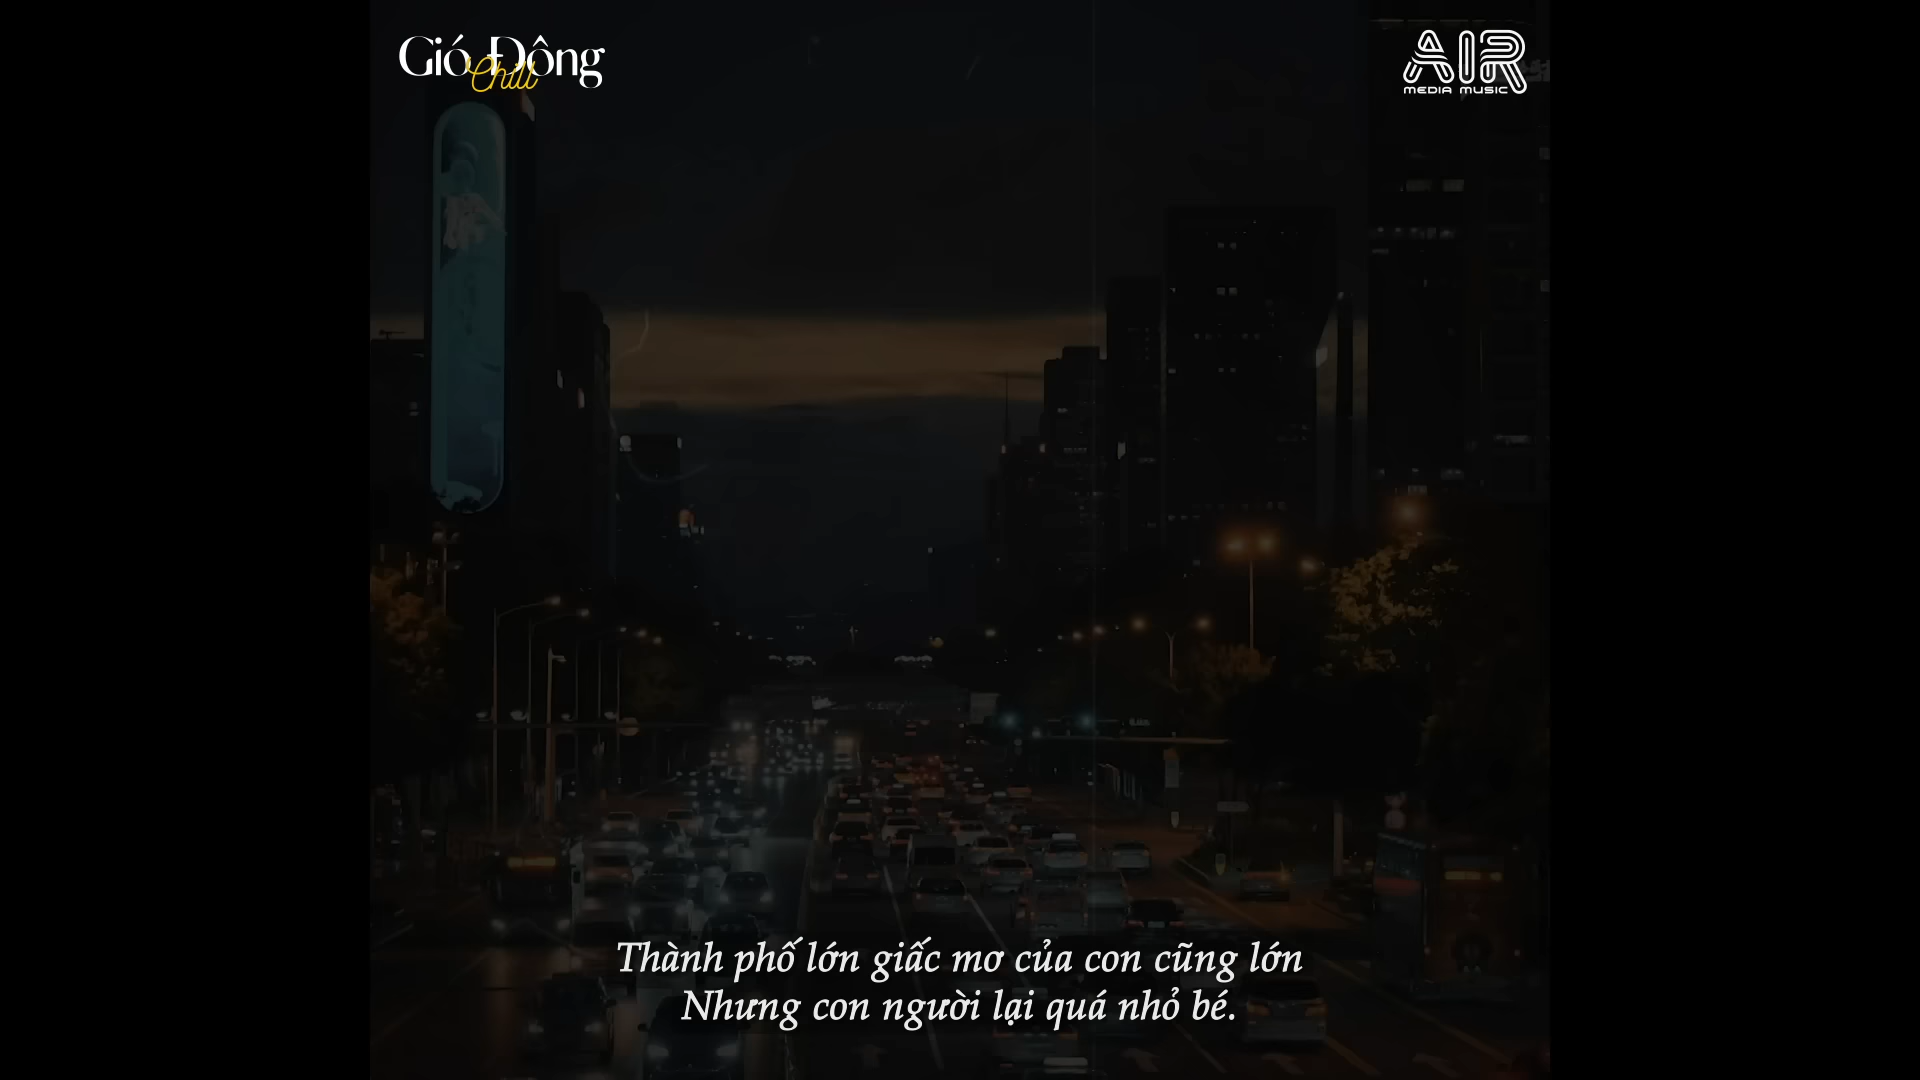 Gió Đông
Chill
AIR
MEDIA MUSIC
Thành phố lớn giấc mơ của con cũng lớn
Nhưng con người lại quá nhỏ bé.